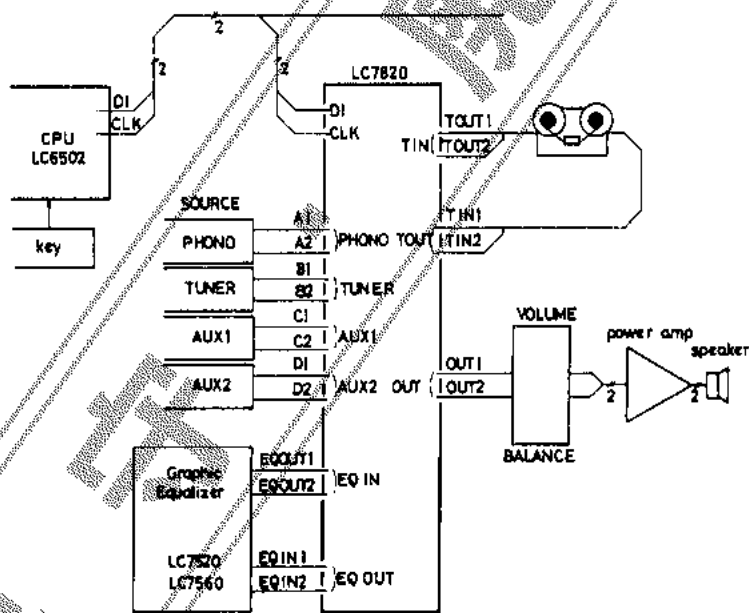 2
2
2
LC7820
DI
CLK
CPU
LC6502
key
DI
CLK
TOUT1
TIN( TOUT2
TIN1
TOUT TIN2
SOURCE
PHONO
A1
A2
)PHONO
TUNER
B1
B2
)TUNER
AUX1
C1
C2
)AUX1
AUX2
D1
D2
)AUX2
OUT (
OUT1
OUT2
VOLUME
BALANCE
2
power amp
2
speaker
Graphic
Equalizer
LC7520
LC7560
EQOUT1
EQOUT2
)EQ IN
EQIN1
EQIN2
)EQ OUT